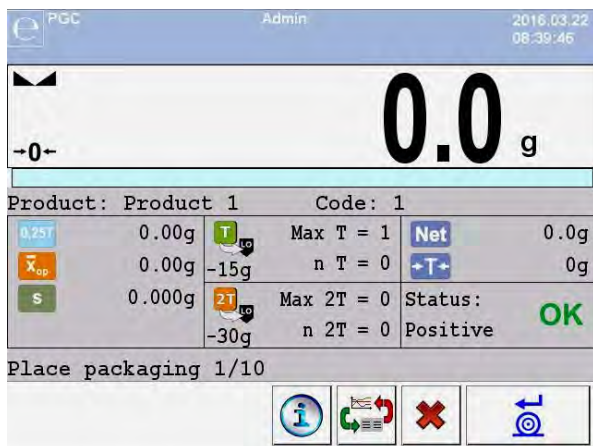 e PGC Admin 2016.03.22
08:39:46
0.0 g
→0←
Product: Product 1 Code: 1
0,25T 0.00g T LO Max T = 1 Net 0.0g
X̄op 0.00g -15g n T = 0 →T← 0g
S 0.000g 2T LO Max 2T = 0 Status: OK
-30g n 2T = 0 Positive
Place packaging 1/10
i